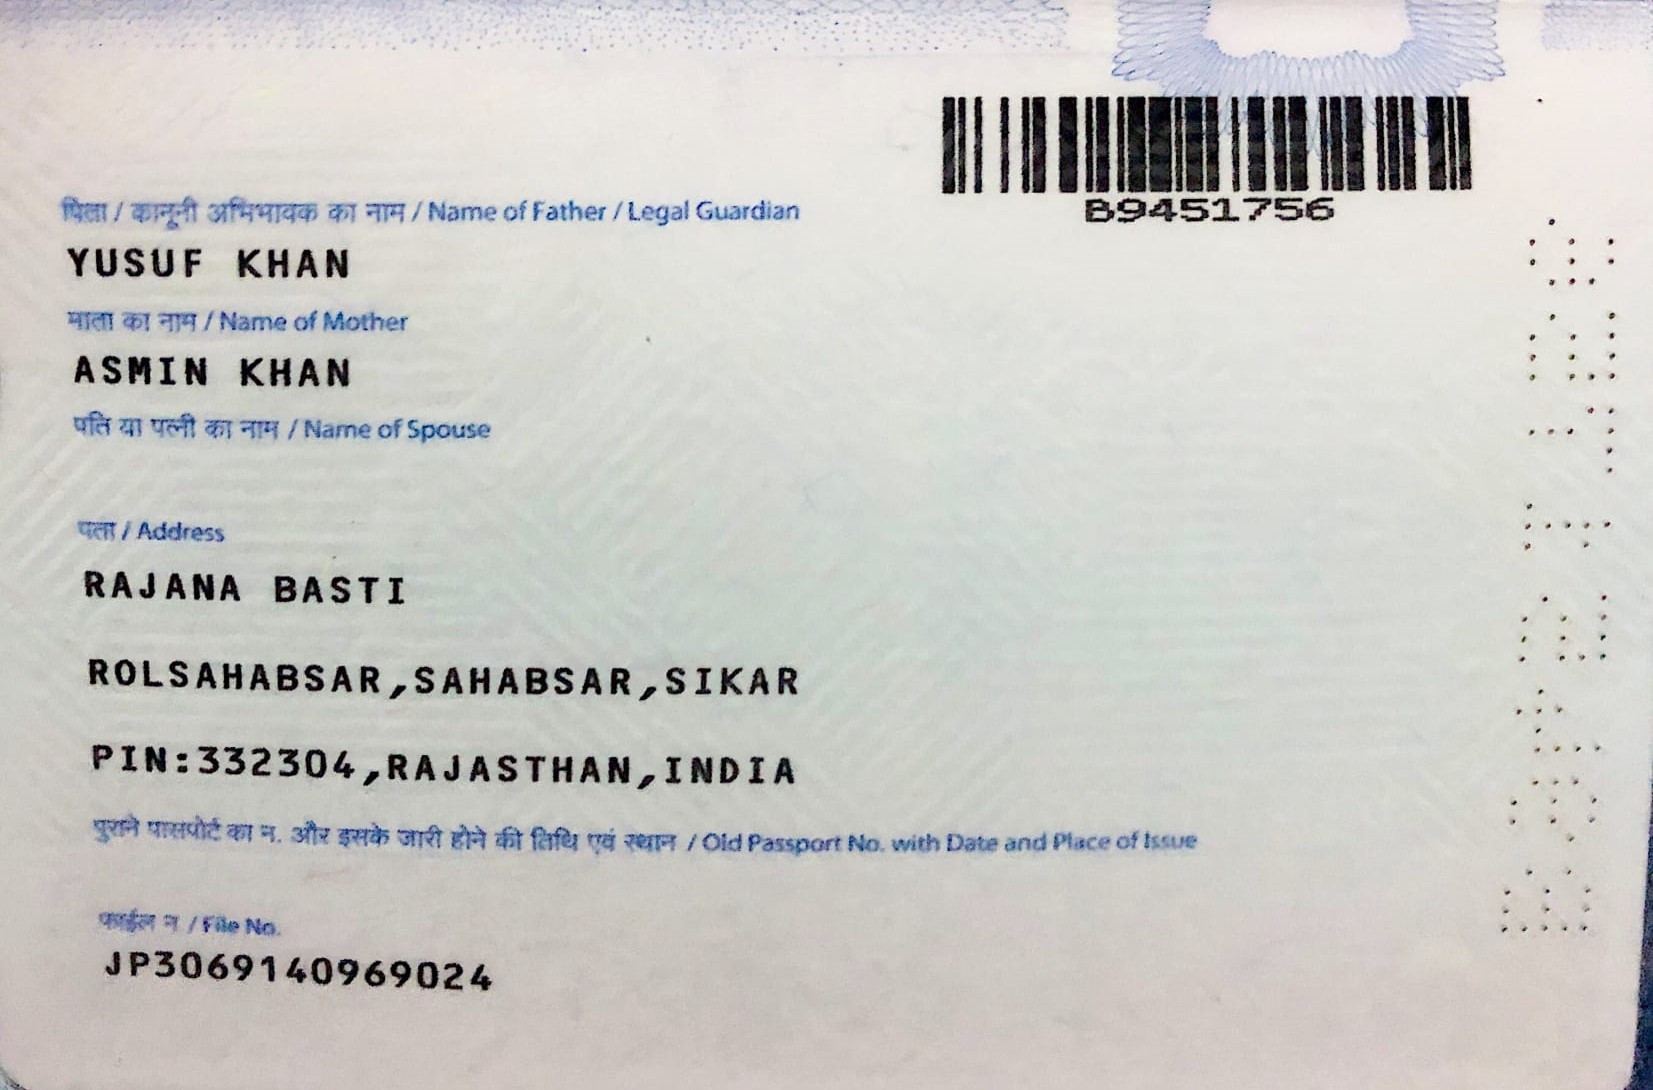 B9451756
पिता / कानूनी अभिभावक का नाम / Name of Father / Legal Guardian
YUSUF KHAN
माता का नाम / Name of Mother
ASMIN KHAN
पति या पत्नी का नाम / Name of Spouse
पता / Address
RAJANA BASTI
ROLSAHABSAR,SAHABSAR,SIKAR
PIN:332304,RAJASTHAN,INDIA
पुराने पासपोर्ट का न. और इसके जारी होने की तिथि एवं स्थान / Old Passport No. with Date and Place of Issue
फाईल न / File No.
JP3069140969024